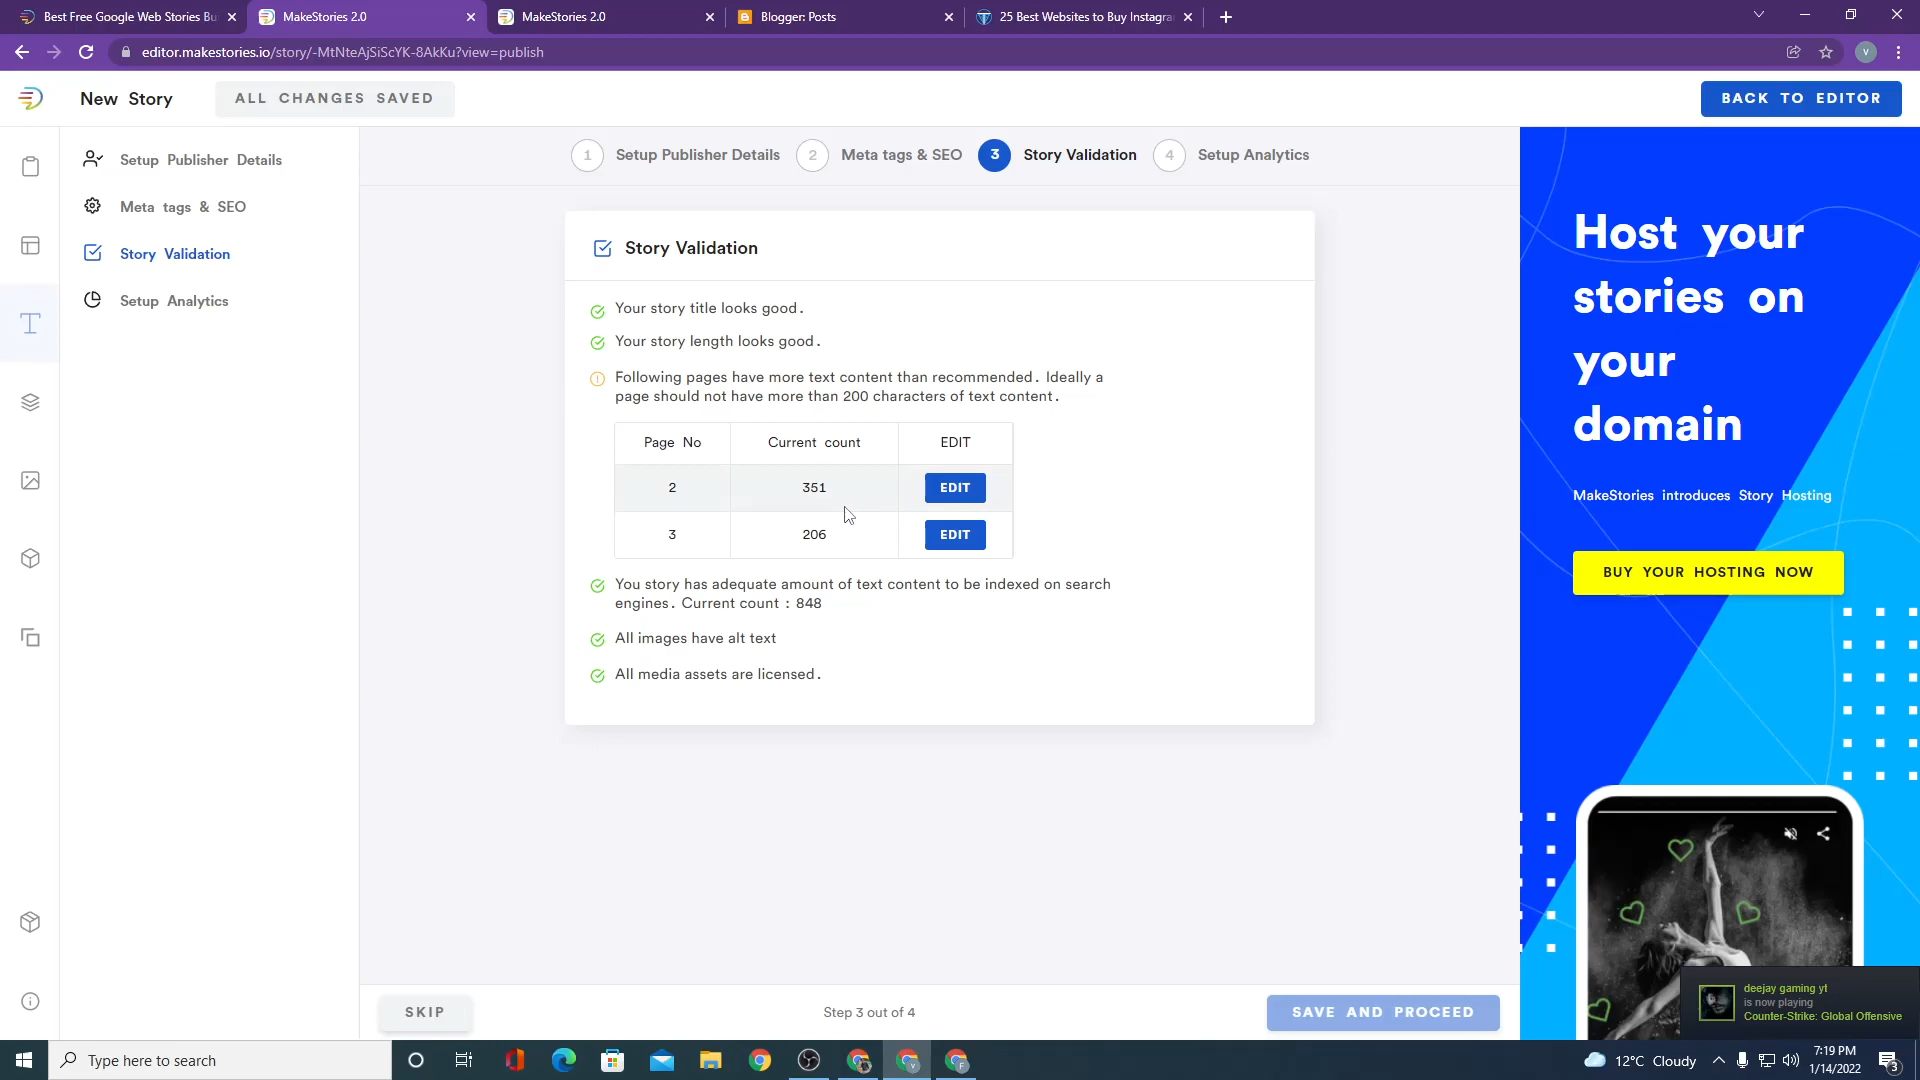 Best Free Google Web Stories Bu
MakeStories 2.0
MakeStories 2.0
Blogger: Posts
25 Best Websites to Buy Instagra
editor.makestories.io/story/-MtNteAjSiScYK-8AkKu?view=publish
V
New Story
ALL CHANGES SAVED
BACK TO EDITOR
Setup Publisher Details
Meta tags & SEO
Story Validation
Setup Analytics
1 Setup Publisher Details
2 Meta tags & SEO
3 Story Validation
4 Setup Analytics
Story Validation
Your story title looks good.
Your story length looks good.
Following pages have more text content than recommended. Ideally a
page should not have more than 200 characters of text content.
Page No Current count EDIT
2 351 EDIT
3 206 EDIT
You story has adequate amount of text content to be indexed on search
engines. Current count : 848
All images have alt text
All media assets are licensed.
SKIP
Step 3 out of 4
SAVE AND PROCEED
Host your
stories on
your
domain
MakeStories introduces Story Hosting
BUY YOUR HOSTING NOW
deejay gaming yt
is now playing
Counter-Strike: Global Offensive
Type here to search
12°C Cloudy
7:19 PM
1/14/2022
3